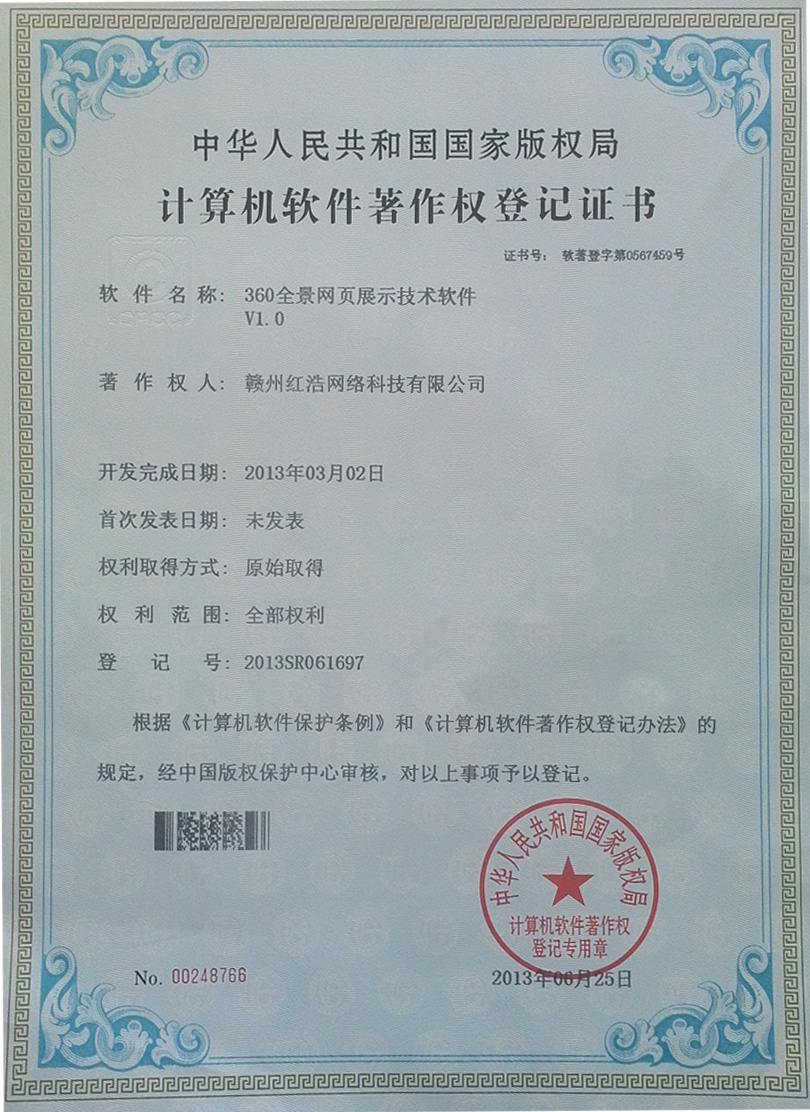 中华人民共和国国家版权局
计算机软件著作权登记证书
证书号： 软著登字第0567459号
软件名称： 360全景网页展示技术软件
V1.0
著作权人： 赣州红浩网络科技有限公司
开发完成日期： 2013年03月02日
首次发表日期： 未发表
权利取得方式： 原始取得
权利范围： 全部权利
登记号： 2013SR061697
根据《计算机软件保护条例》和《计算机软件著作权登记办法》的
规定，经中国版权保护中心审核，对以上事项予以登记。
中华人民共和国国家版权局
计算机软件著作权
登记专用章
No. 00248766
2013年06月25日